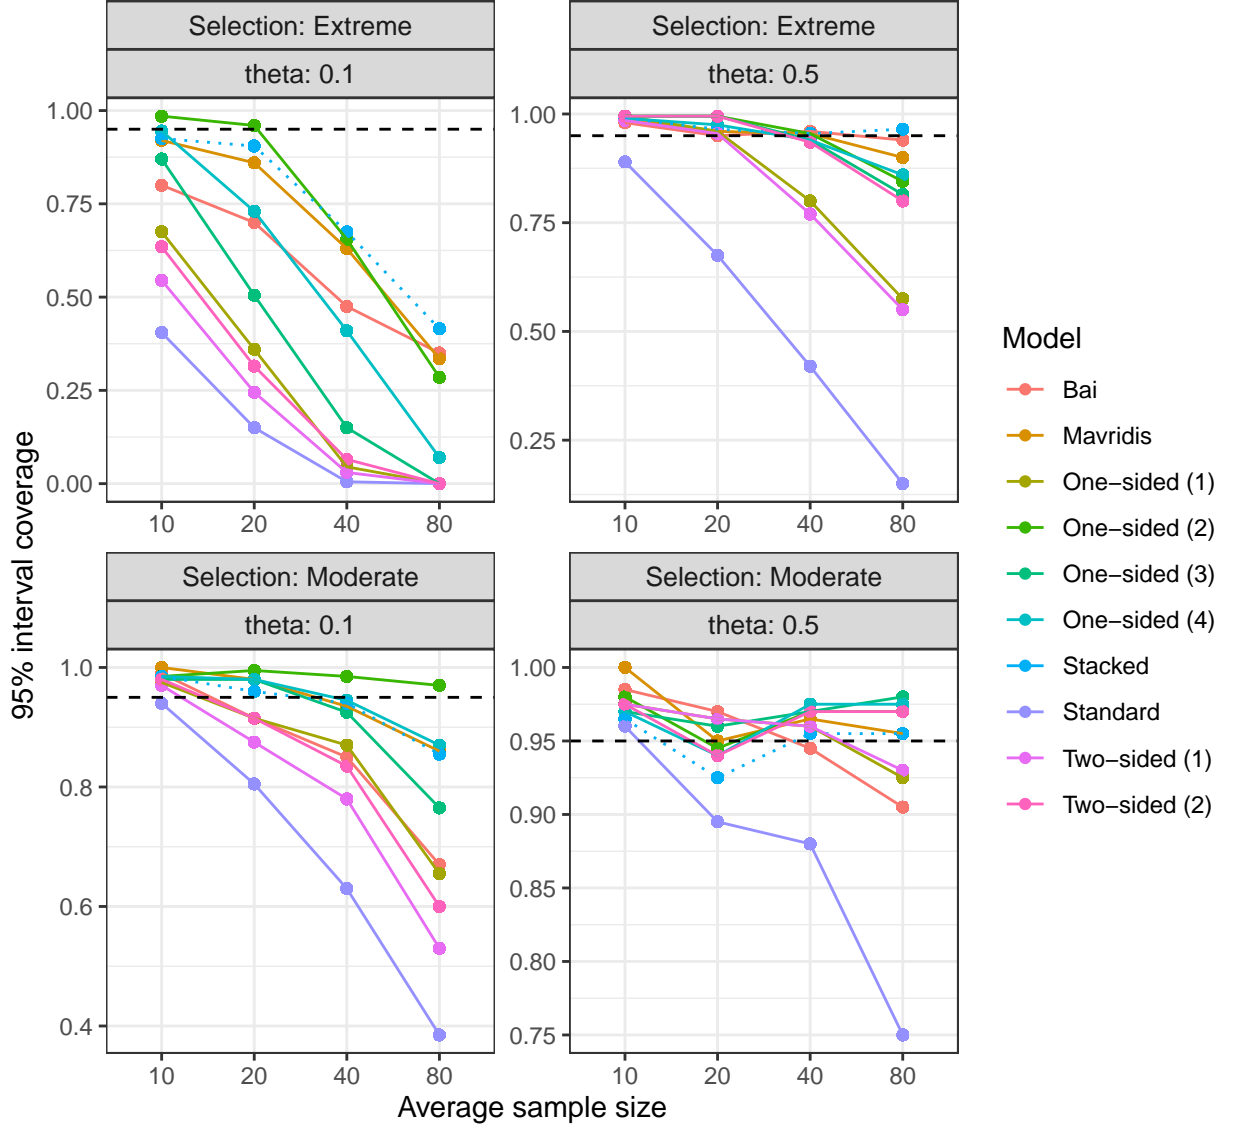 Selection: Extreme
theta: 0.1
1.00
0.75
0.50
0.25
0.00
10 20 40 80
Selection: Extreme
theta: 0.5
1.00
0.75
0.50
0.25
10 20 40 80
Selection: Moderate
theta: 0.1
1.0
0.8
0.6
0.4
10 20 40 80
Selection: Moderate
theta: 0.5
1.00
0.95
0.90
0.85
0.80
0.75
10 20 40 80
95% interval coverage
Average sample size
Model
Bai
Mavridis
One−sided (1)
One−sided (2)
One−sided (3)
One−sided (4)
Stacked
Standard
Two−sided (1)
Two−sided (2)